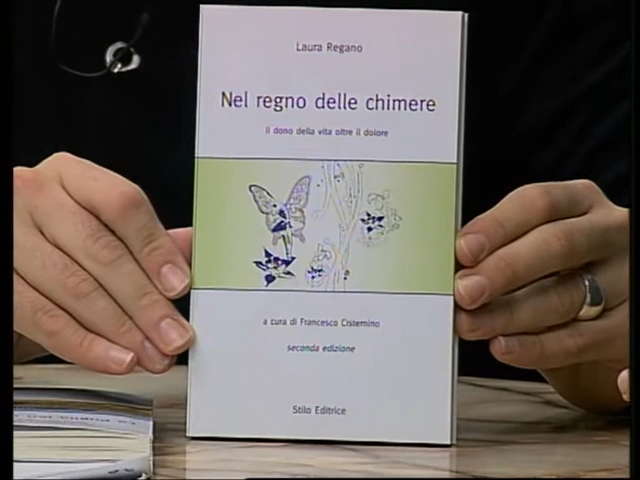 Laura Regano
Nel regno delle chimere
Il dono della vita oltre il dolore
a cura di Francesco Cisternino
seconda edizione
Stilo Editrice